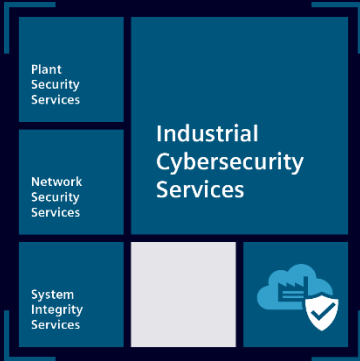 Plant
Security
Services
Industrial
Cybersecurity
Services
Network
Security
Services
System
Integrity
Services